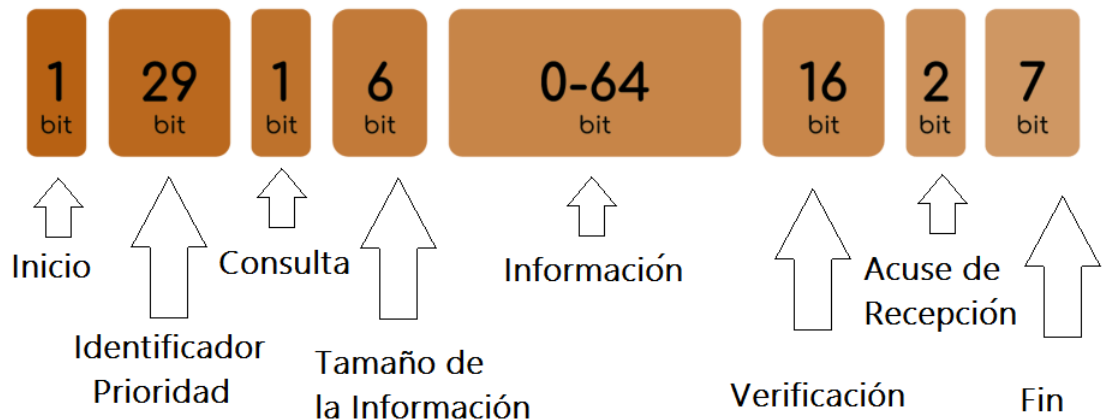 1
bit
29
bit
1
bit
6
bit
0-64
bit
16
bit
2
bit
7
bit
Inicio
Identificador
Prioridad
Consulta
Tamaño de
la Información
Información
Verificación
Acuse de
Recepción
Fin